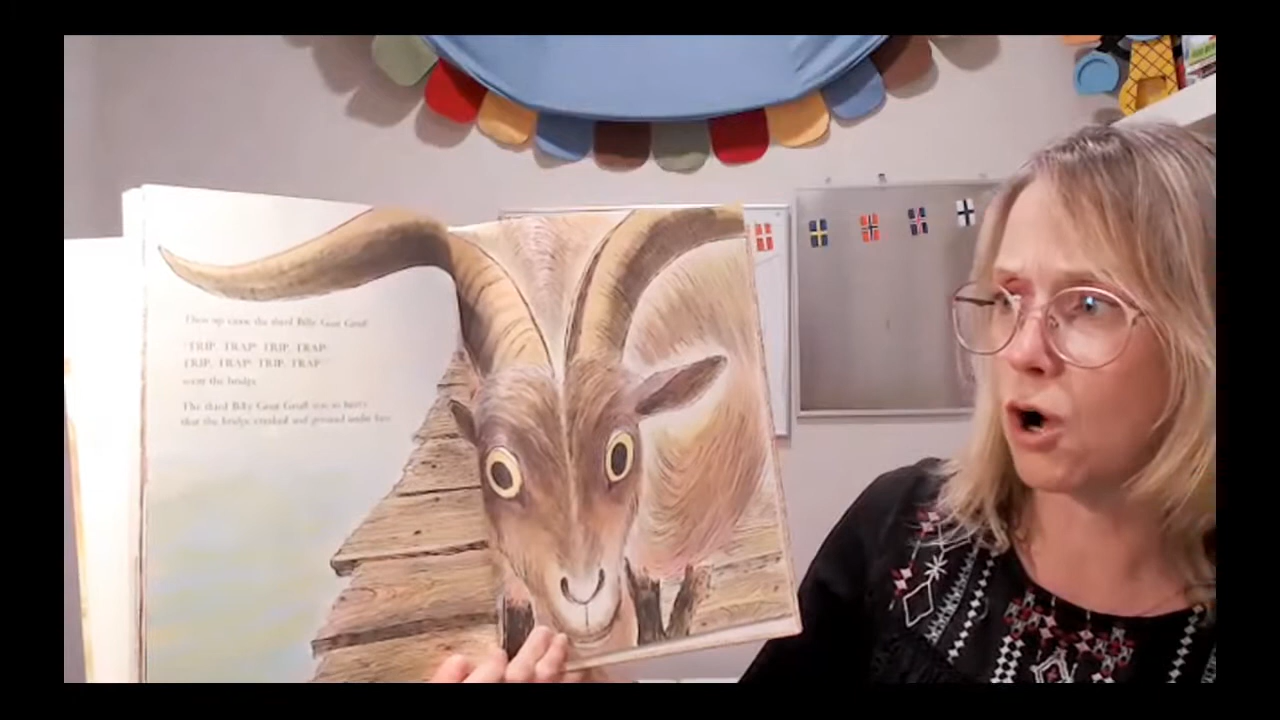 Then up came the third Billy Goat Gruff
"TRIP, TRAP! TRIP, TRAP!
TRIP, TRAP! TRIP, TRAP!"
went the bridge.
The third Billy Goat Gruff was so heavy
that the bridge creaked and groaned under him.